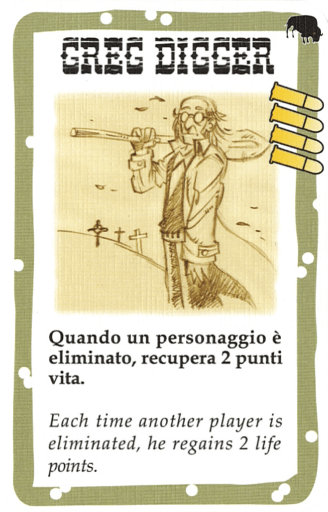 GREG DIGGER
Quando un personaggio è
eliminato, recupera 2 punti
vita.
Each time another player is
eliminated, he regains 2 life
points.